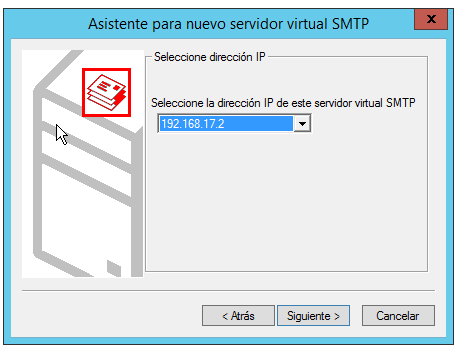 Asistente para nuevo servidor virtual SMTP
x
Seleccione dirección IP
Seleccione la dirección IP de este servidor virtual SMTP
192.168.17.2
< Atrás
Siguiente >
Cancelar